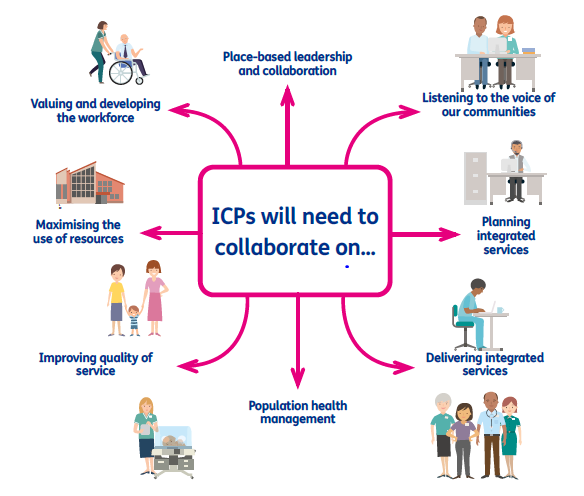 Place-based leadership
and collaboration
Valuing and developing
the workforce
Listening to the voice of
our communities
ICPs will need to
collaborate on...
Maximising the
use of resources
Planning
integrated
services
Improving quality of
service
Delivering integrated
services
Population health
management